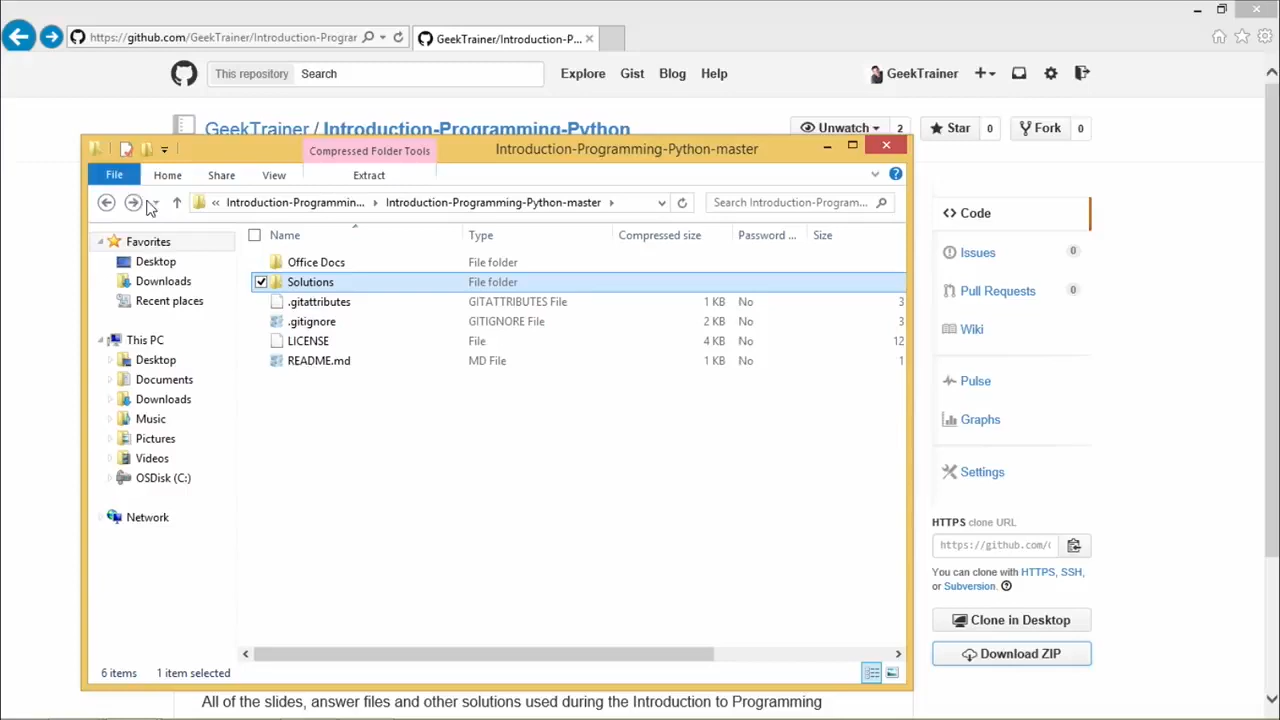 https://github.com/GeekTrainer/Introduction-Prograr
GeekTrainer/Introduction-P...
This repository Search
Explore Gist Blog Help
GeekTrainer
GeekTrainer / Introduction-Programming-Python
Unwatch 2 Star 0 Fork 0
Compressed Folder Tools
Introduction-Programming-Python-master
File Home Share View Extract
« Introduction-Programmin... Introduction-Programming-Python-master
Search Introduction-Program...
Name Type Compressed size Password ... Size
Favorites
Desktop
Downloads
Recent places
This PC
Desktop
Documents
Downloads
Music
Pictures
Videos
OSDisk (C:)
Network
Office Docs File folder
Solutions File folder
.gitattributes GITATTRIBUTES File 1 KB No 3
.gitignore GITIGNORE File 2 KB No 3
LICENSE File 4 KB No 12
README.md MD File 1 KB No 1
6 items 1 item selected
Code
Issues 0
Pull Requests 0
Wiki
Pulse
Graphs
Settings
HTTPS clone URL
https://github.com/(
You can clone with HTTPS, SSH,
or Subversion.
Clone in Desktop
Download ZIP
All of the slides, answer files and other solutions used during the Introduction to Programming